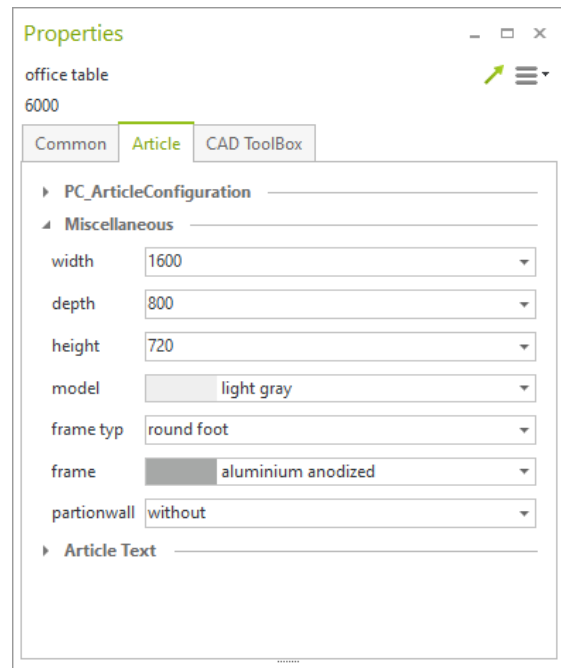 Properties
office table
6000
Common Article CAD ToolBox
PC_ArticleConfiguration
Miscellaneous
width 1600
depth 800
height 720
model light gray
frame typ round foot
frame aluminium anodized
partionwall without
Article Text